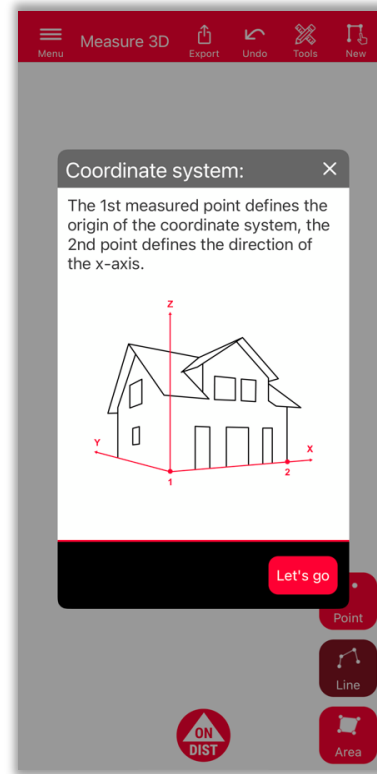 Menu
Measure 3D
Export
Undo
Tools
New
Coordinate system:
The 1st measured point defines the
origin of the coordinate system, the
2nd point defines the direction of
the x-axis.
Z
Y
X
1
2
Let's go
Point
Line
ON
DIST
Area